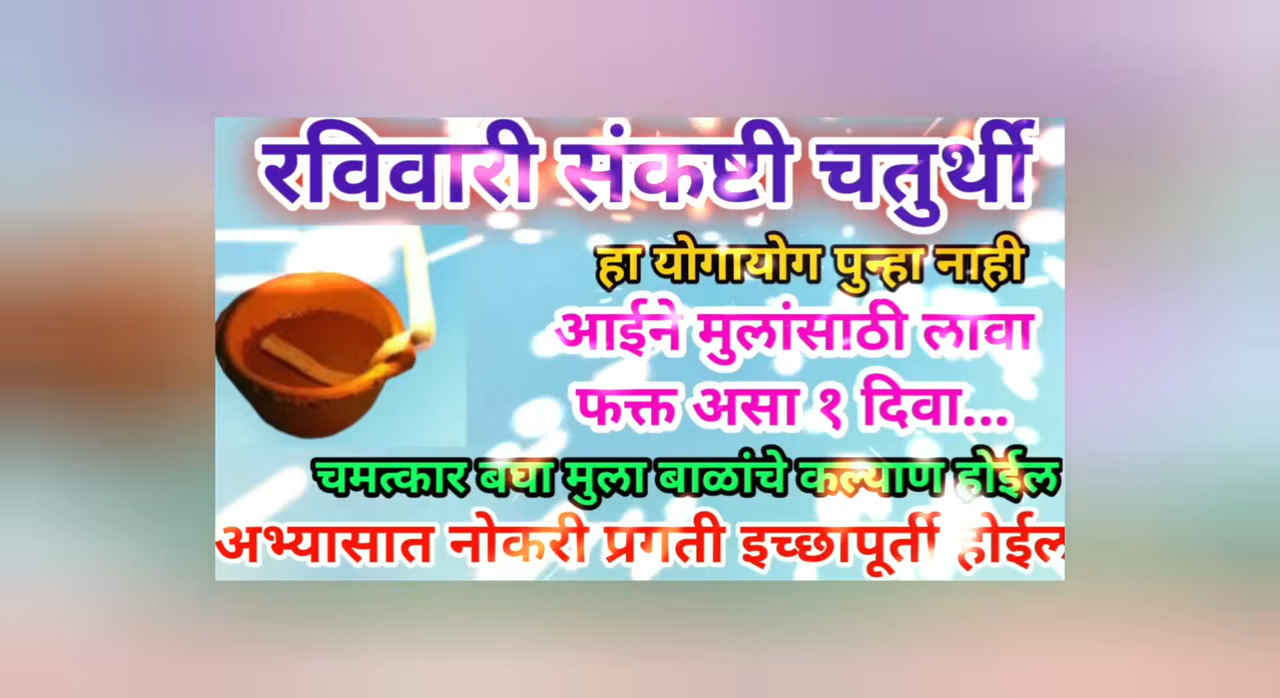 रविवारी संकष्टी चतुर्थी
हा योगायोग पुन्हा नाही
आईने मुलांसाठी लावा
फक्त असा १ दिवा...
चमत्कार बघा मुला बाळांचे कल्याण होईल
अभ्यासात नोकरी प्रगती इच्छापूर्ती होईल